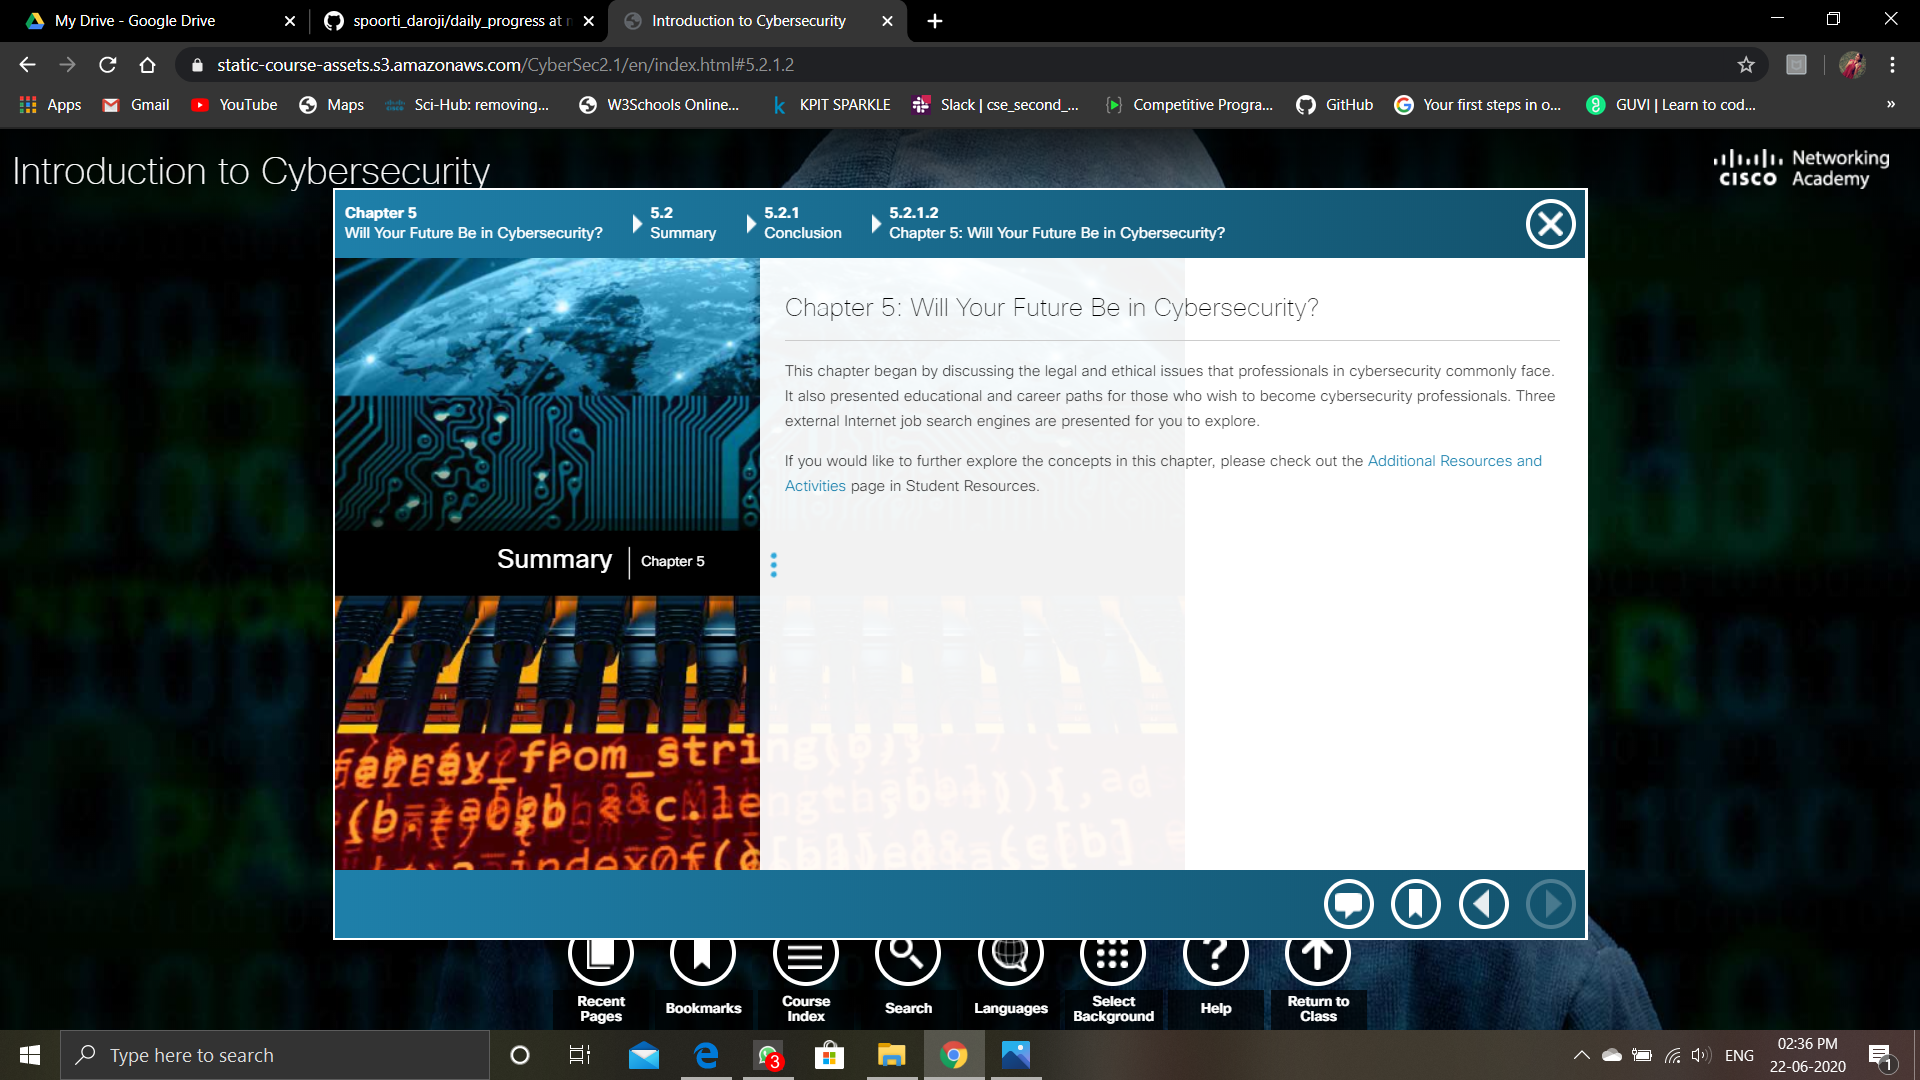 My Drive - Google Drive
spoorti_daroji/daily_progress at
Introduction to Cybersecurity
static-course-assets.s3.amazonaws.com/CyberSec2.1/en/index.html#5.2.1.2
Apps
Gmail
YouTube
Maps
Sci-Hub: removing...
W3Schools Online...
KPIT SPARKLE
Slack | cse_second_...
Competitive Progra...
GitHub
Your first steps in o...
GUVI | Learn to cod...
»
Introduction to Cybersecurity
Networking
CISCO Academy
Chapter 5
Will Your Future Be in Cybersecurity?
5.2
Summary
5.2.1
Conclusion
5.2.1.2
Chapter 5: Will Your Future Be in Cybersecurity?
Chapter 5: Will Your Future Be in Cybersecurity?
This chapter began by discussing the legal and ethical issues that professionals in cybersecurity commonly face.
It also presented educational and career paths for those who wish to become cybersecurity professionals. Three
external Internet job search engines are presented for you to explore.
If you would like to further explore the concepts in this chapter, please check out the Additional Resources and
Activities page in Student Resources.
Summary
Chapter 5
Recent
Pages
Bookmarks
Course
Index
Search
Languages
Select
Background
Help
Return to
Class
Type here to search
3
ENG
02:36 PM
22-06-2020
1